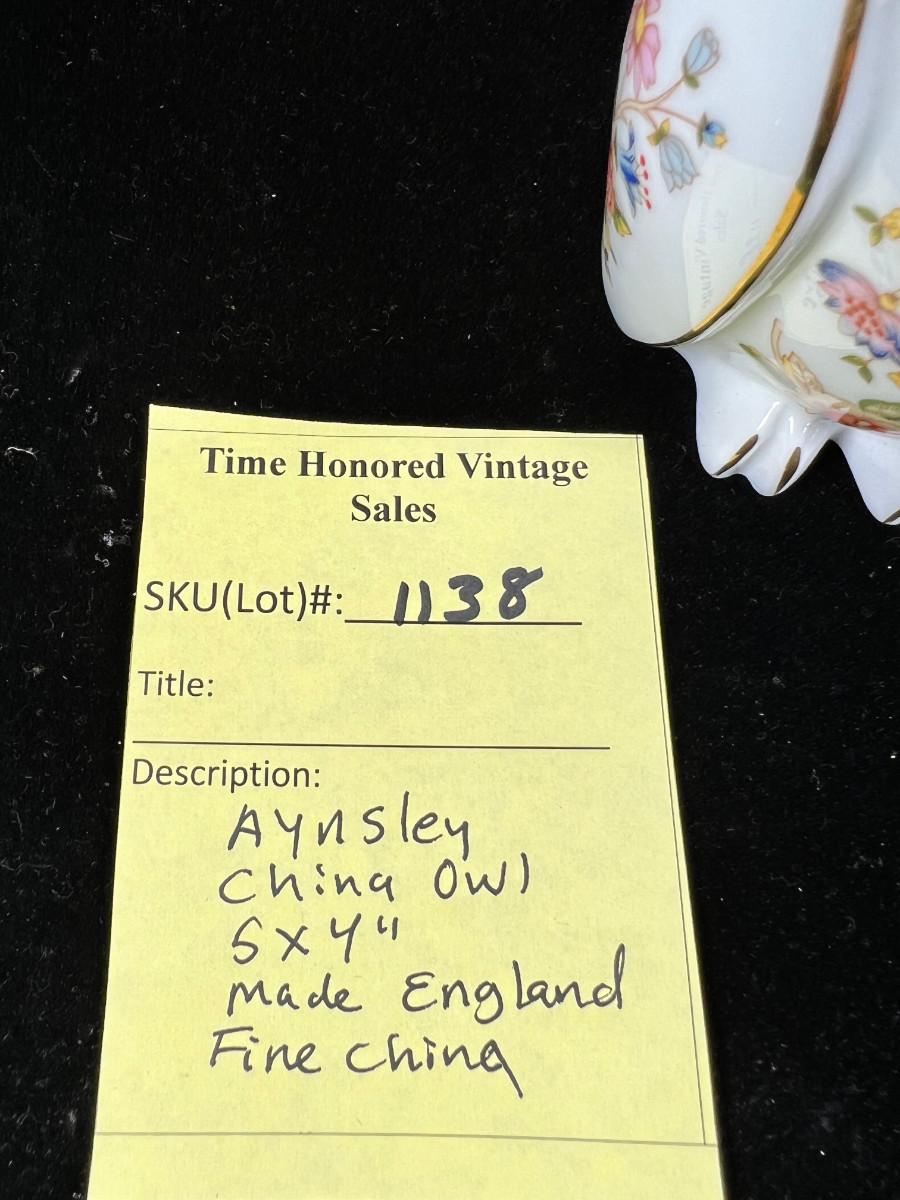 Time Honored Vintage
Sales
SKU(Lot)#: 1138
Title:
Description:
Aynsley
China Owl
5x4"
Made England
Fine China